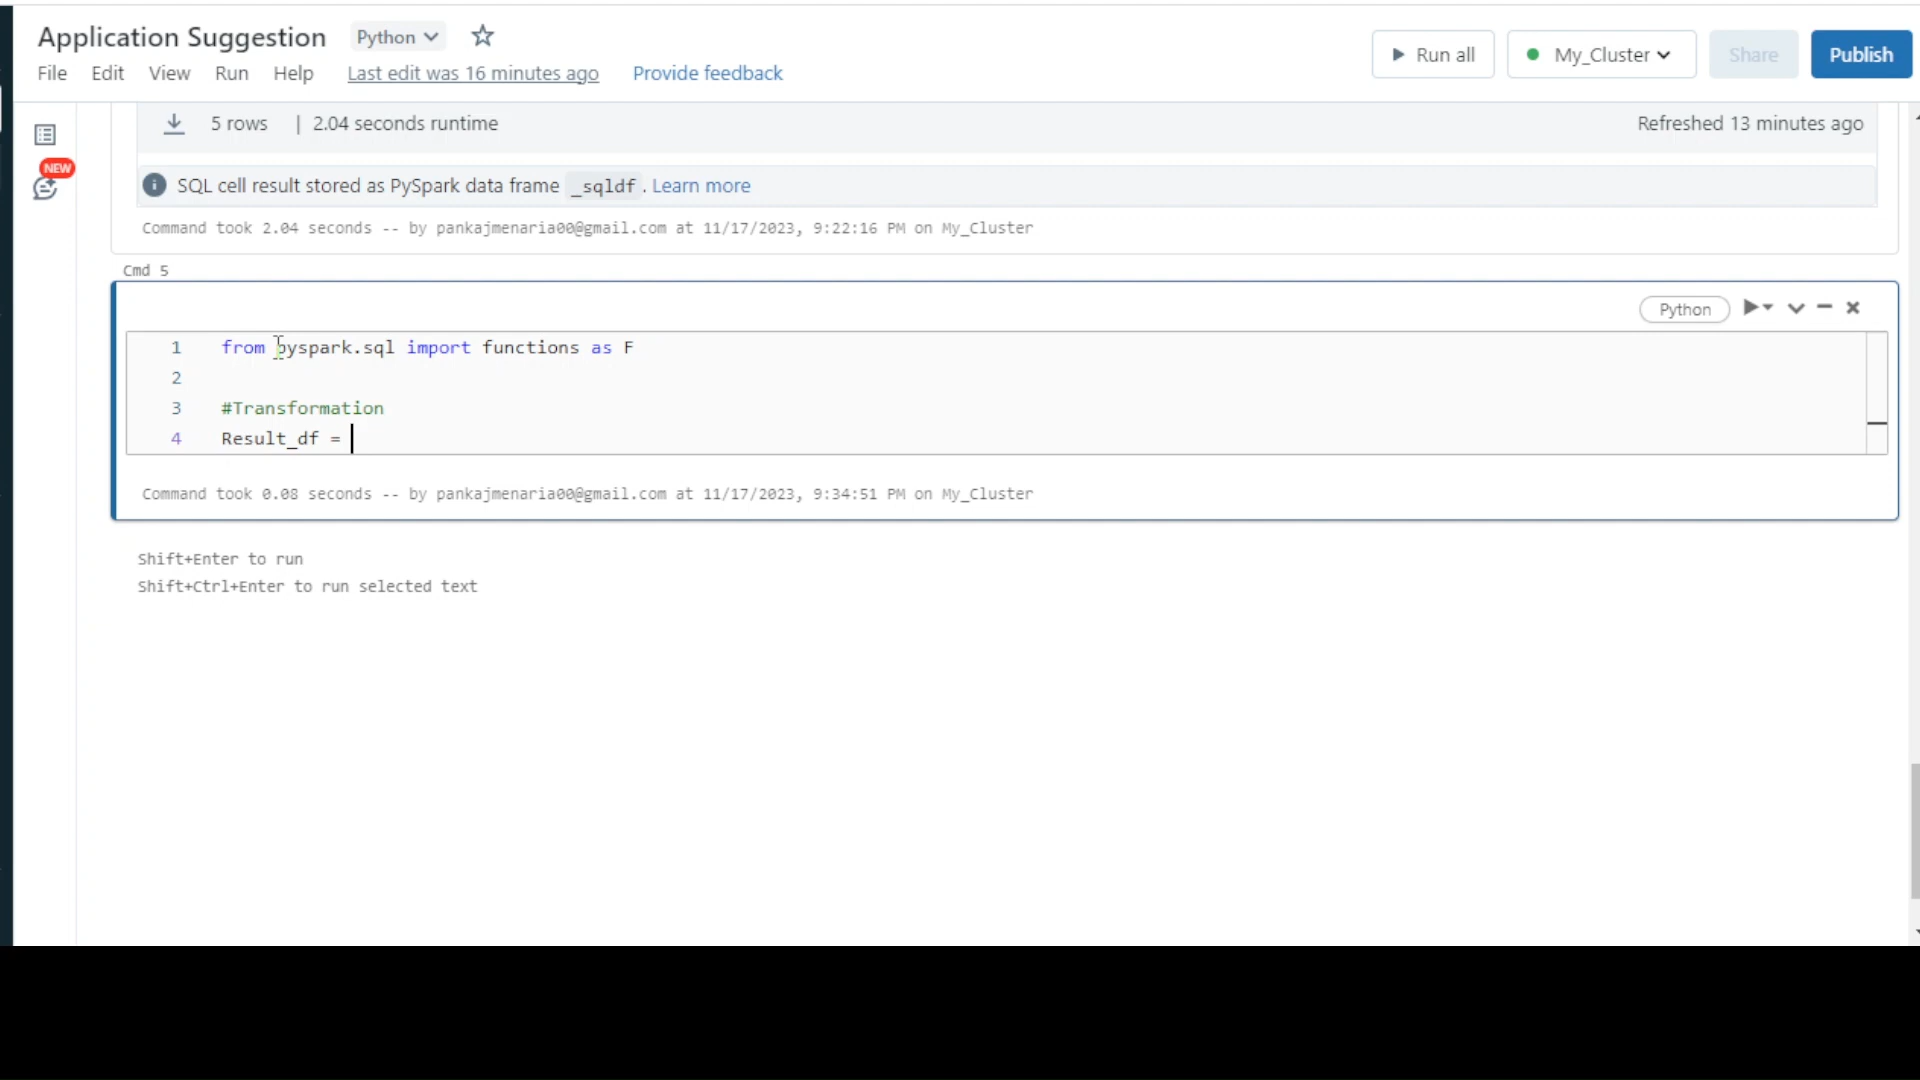 Application Suggestion Python
File Edit View Run Help Last edit was 16 minutes ago Provide feedback
Run all My_Cluster Share Publish
5 rows | 2.04 seconds runtime Refreshed 13 minutes ago
NEW
SQL cell result stored as PySpark data frame _sqldf. Learn more
Command took 2.04 seconds -- by pankajmenaria00@gmail.com at 11/17/2023, 9:22:16 PM on My_Cluster
Cmd 5
Python
1 from pyspark.sql import functions as F
2
3 #Transformation
4 Result_df =
Command took 0.08 seconds -- by pankajmenaria00@gmail.com at 11/17/2023, 9:34:51 PM on My_Cluster
Shift+Enter to run
Shift+Ctrl+Enter to run selected text